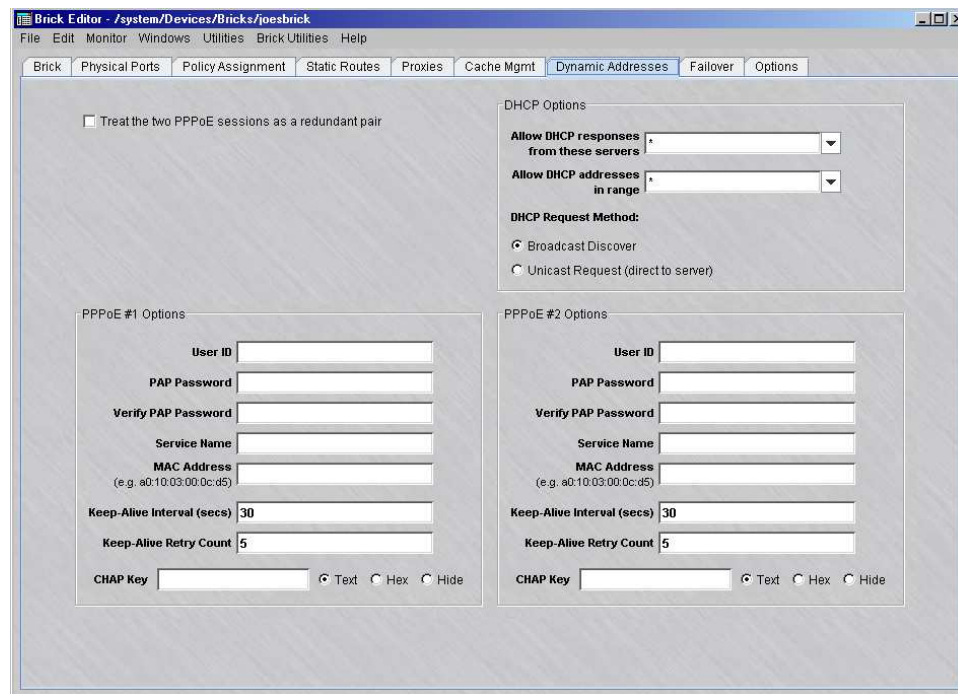 Brick Editor - /system/Devices/Bricks/joesbrick
File Edit Monitor Windows Utilities Brick Utilities Help
Brick Physical Ports Policy Assignment Static Routes Proxies Cache Mgmt Dynamic Addresses Failover Options
Treat the two PPPoE sessions as a redundant pair
DHCP Options
Allow DHCP responses
from these servers
*
Allow DHCP addresses
in range
*
DHCP Request Method:
Broadcast Discover
Unicast Request (direct to server)
PPPoE #1 Options
User ID
PAP Password
Verify PAP Password
Service Name
MAC Address
(e.g. a0:10:03:00:0c:d5)
Keep-Alive Interval (secs) 30
Keep-Alive Retry Count 5
CHAP Key Text Hex Hide
PPPoE #2 Options
User ID
PAP Password
Verify PAP Password
Service Name
MAC Address
(e.g. a0:10:03:00:0c:d5)
Keep-Alive Interval (secs) 30
Keep-Alive Retry Count 5
CHAP Key Text Hex Hide